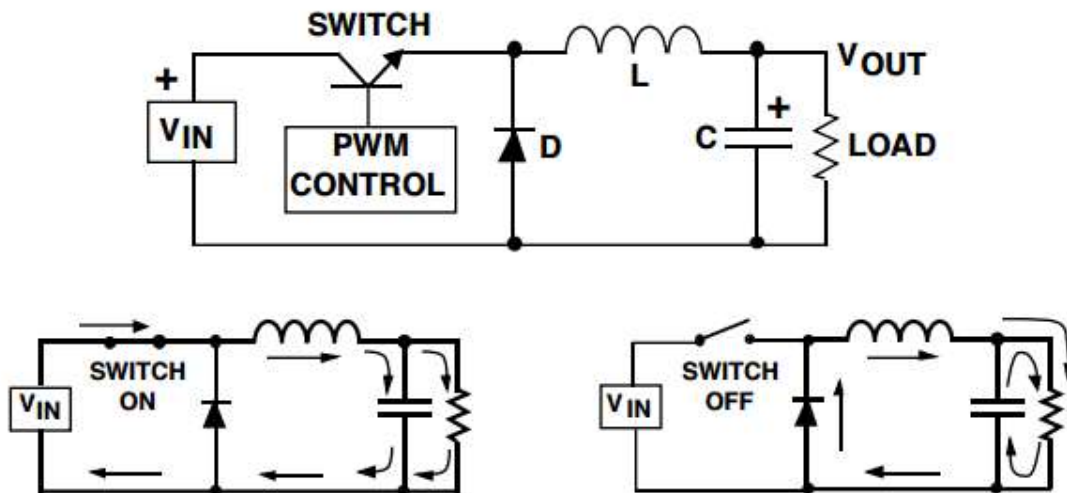 SWITCH
+
VIN
PWM
CONTROL
D
L
C
+
VOUT
LOAD
VIN
SWITCH
ON
VIN
SWITCH
OFF